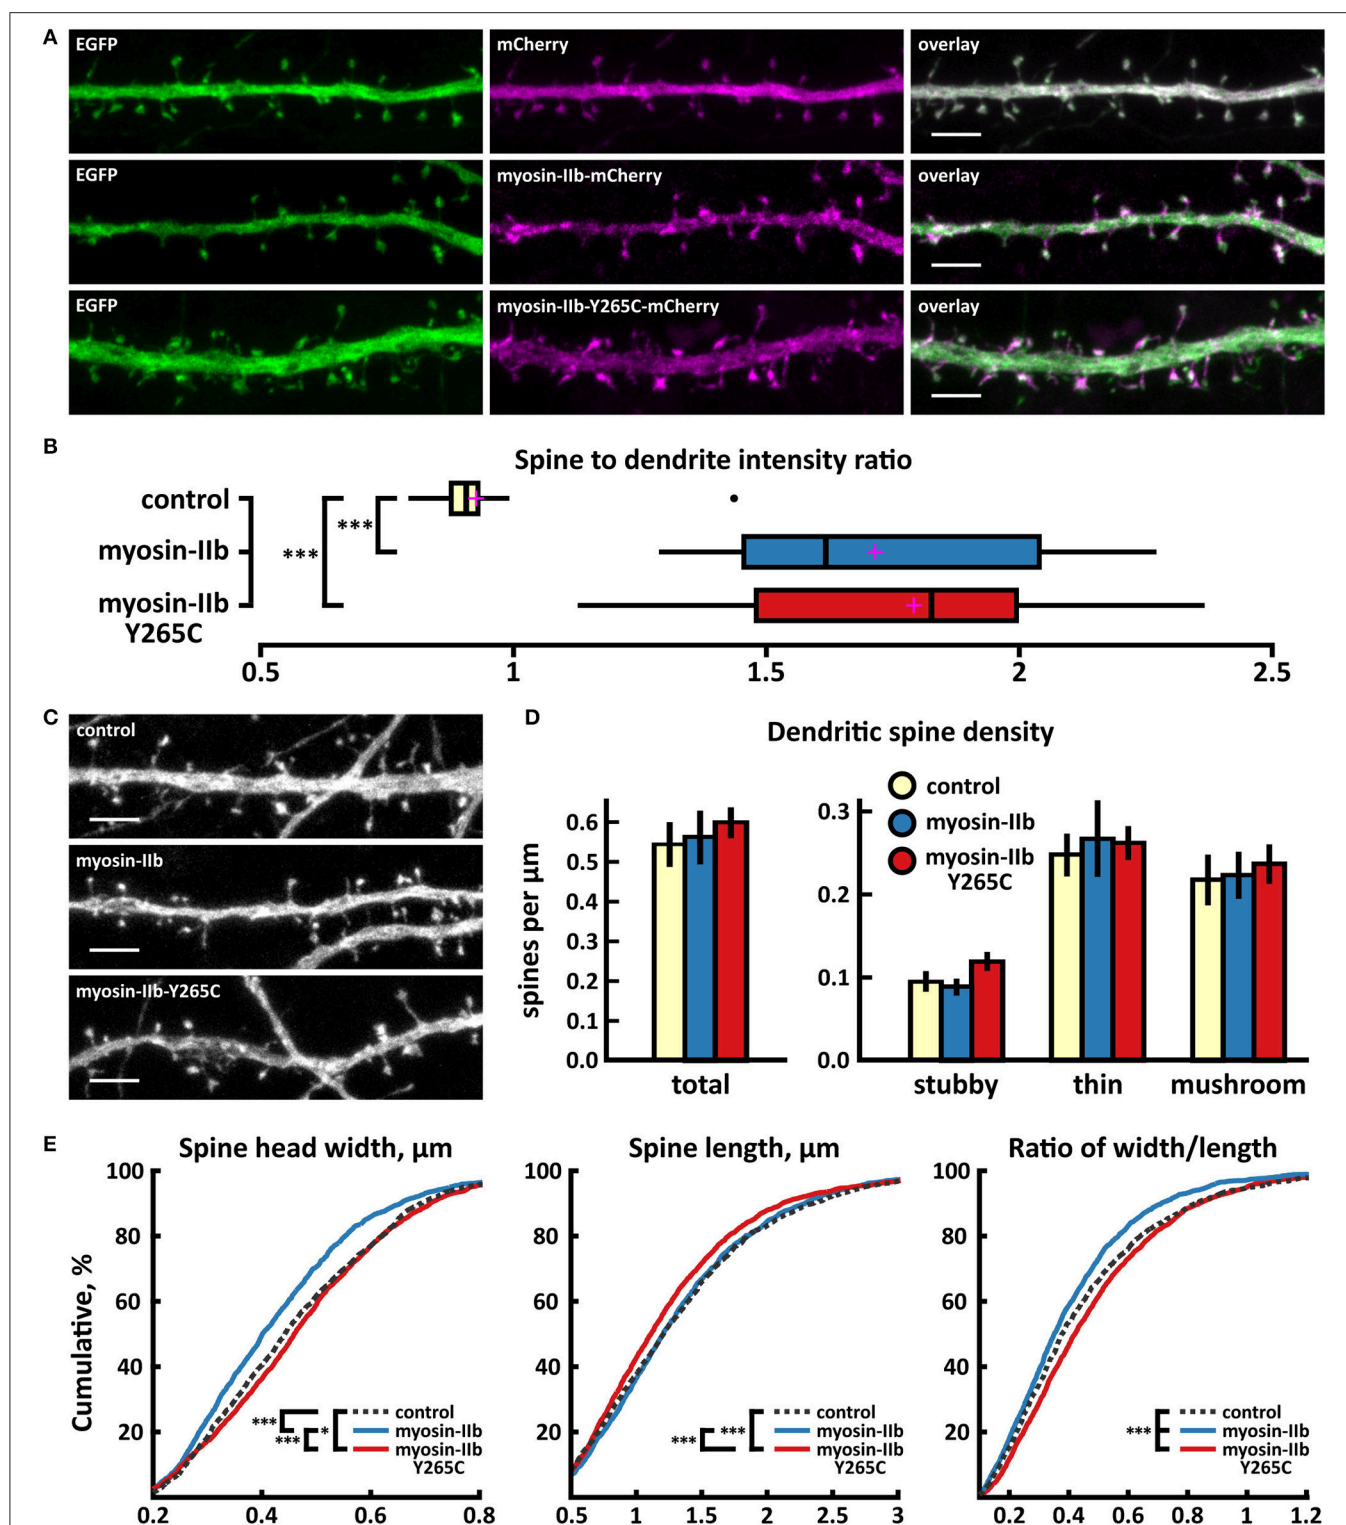 A
EGFP mCherry overlay
EGFP myosin-IIb-mCherry overlay
EGFP myosin-IIb-Y265C-mCherry overlay
B
Spine to dendrite intensity ratio
control
***
myosin-IIb
***
myosin-IIb
Y265C
0.5 1 1.5 2 2.5
C
control
myosin-IIb
myosin-IIb-Y265C
D
Dendritic spine density
control
myosin-IIb
myosin-IIb
Y265C
spines per µm
0.6
0.5
0.4
0.3
0.2
0.1
0.0
total
0.3
0.2
0.1
0.0
stubby thin mushroom
E
Spine head width, µm
Cumulative, %
100
80
60
40
20
0.2 0.4 0.6 0.8
*** *** *
control
myosin-IIb
myosin-IIb
Y265C
Spine length, µm
100
80
60
40
20
0.5 1 1.5 2 2.5 3
*** ***
control
myosin-IIb
myosin-IIb
Y265C
Ratio of width/length
100
80
60
40
20
0.2 0.4 0.6 0.8 1 1.2
***
control
myosin-IIb
myosin-IIb
Y265C